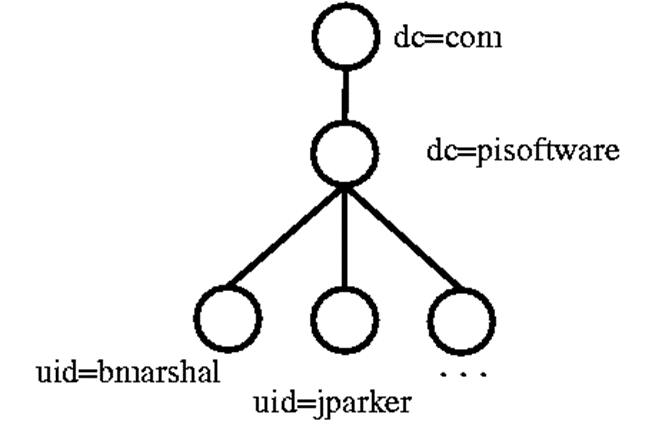 dc=com
dc=pisoftware
uid=bmarshal
uid=jparker
. . .